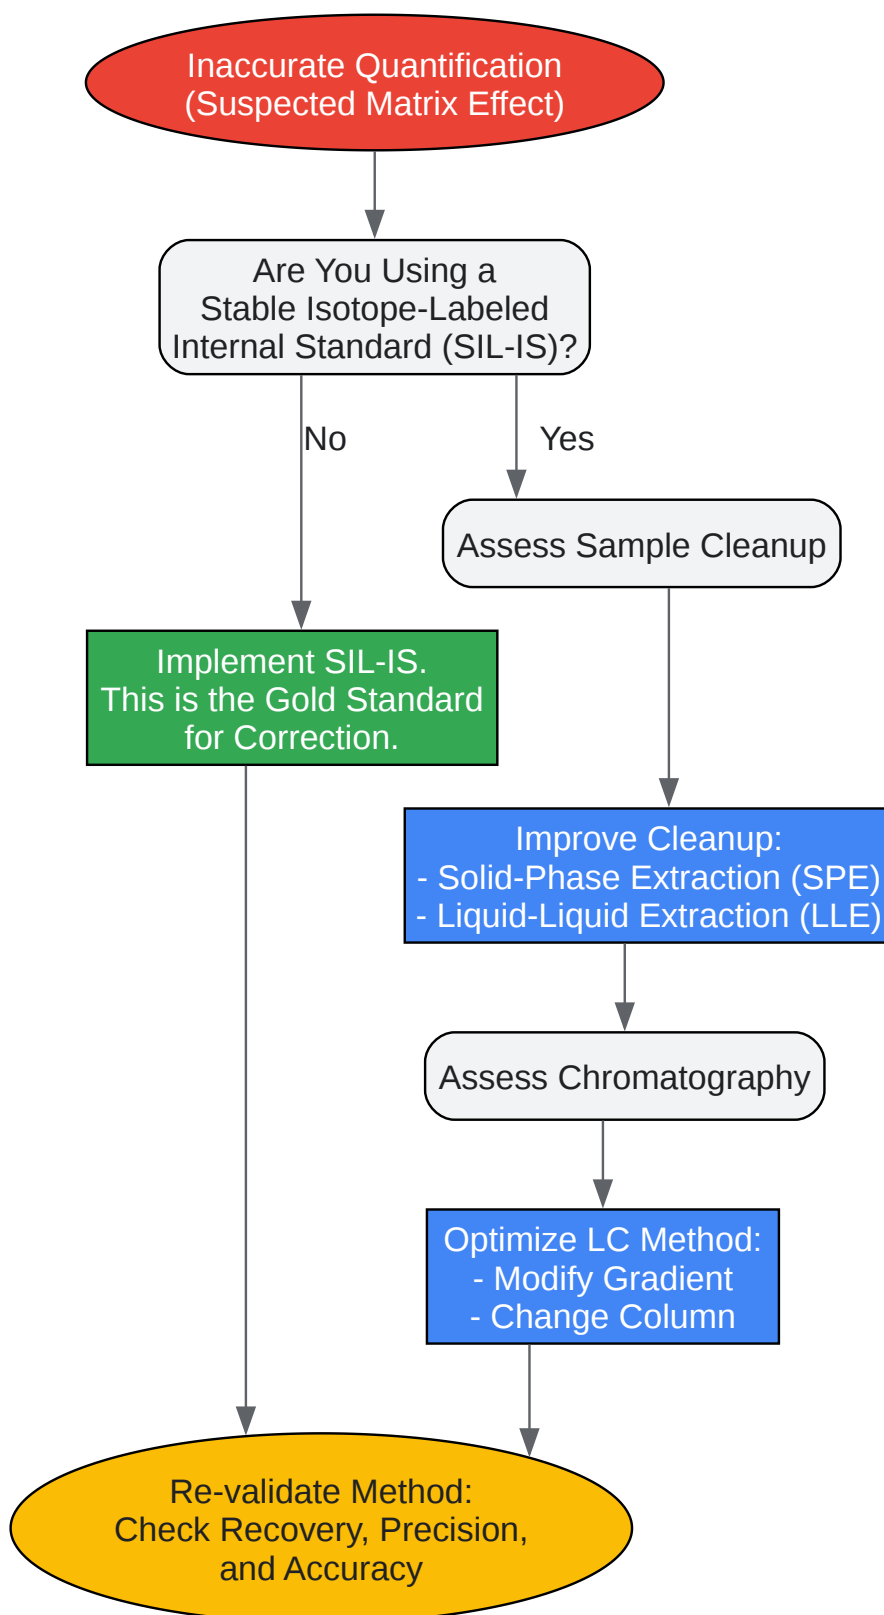 Inaccurate Quantification
(Suspected Matrix Effect)
Are You Using a
Stable Isotope-Labeled
Internal Standard (SIL-IS)?
No
Yes
Assess Sample Cleanup
Implement SIL-IS.
This is the Gold Standard
for Correction.
Improve Cleanup:
- Solid-Phase Extraction (SPE)
- Liquid-Liquid Extraction (LLE)
Assess Chromatography
Optimize LC Method:
- Modify Gradient
- Change Column
Re-validate Method:
Check Recovery, Precision,
and Accuracy